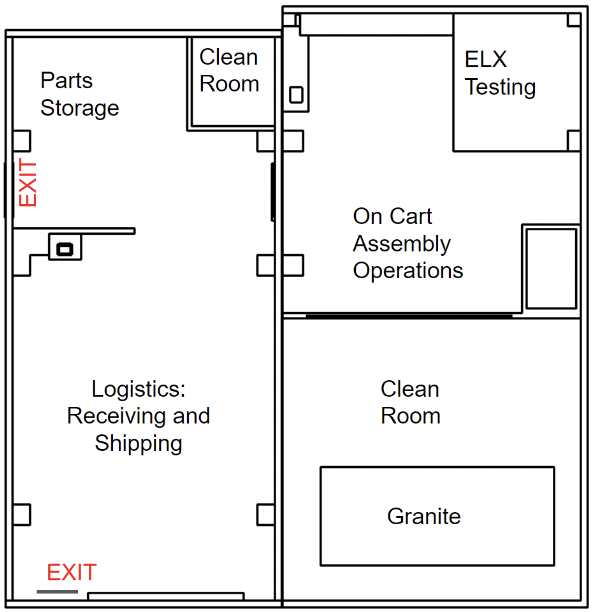 Parts
Storage
Clean
Room
ELX
Testing
EXIT
On Cart
Assembly
Operations
Logistics:
Receiving and
Shipping
Clean
Room
Granite
EXIT